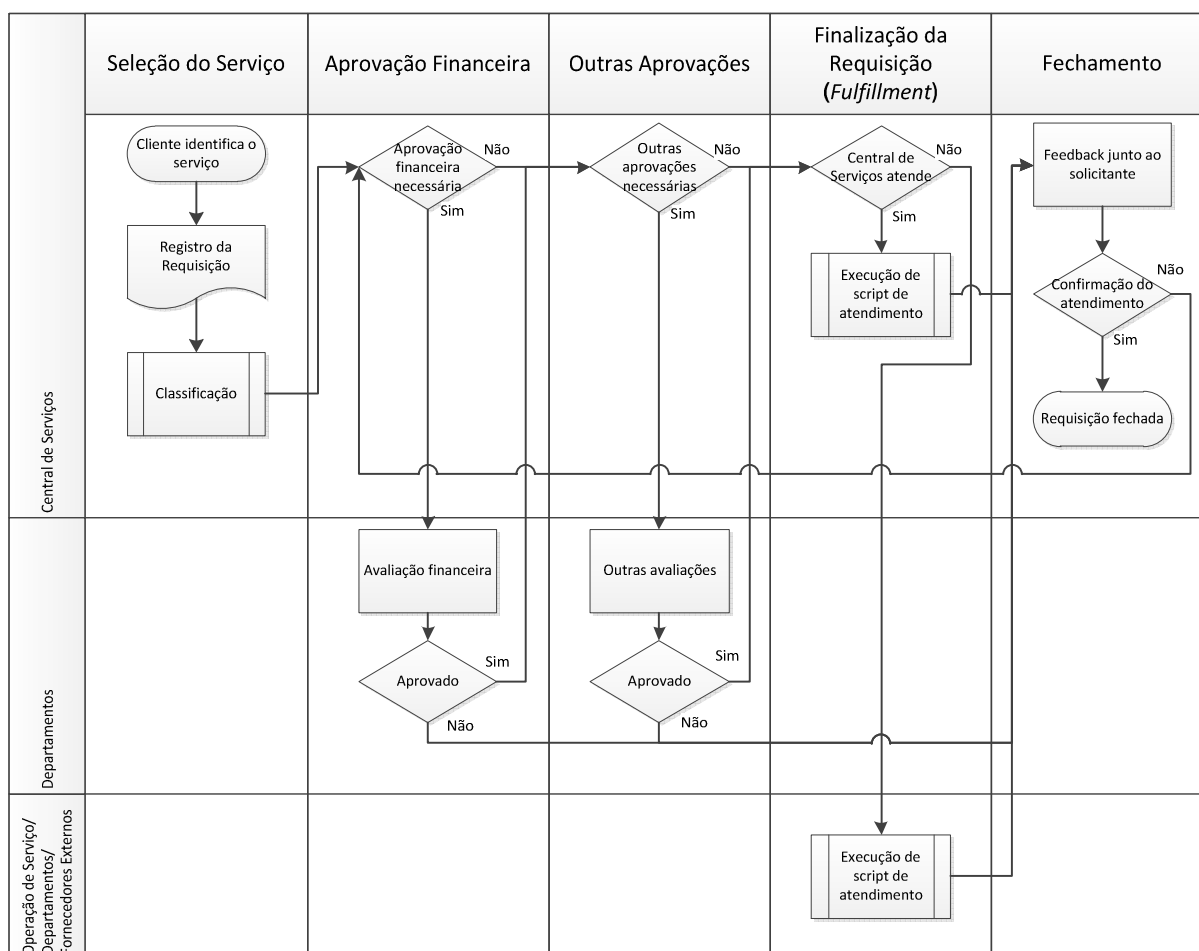 Seleção do Serviço
Aprovação Financeira
Outras Aprovações
Finalização da
Requisição
(Fulfillment)
Fechamento
Central de Serviços
Cliente identifica o
serviço
Registro da
Requisição
Classificação
Aprovação
financeira
necessária
Não
Sim
Outras
aprovações
necessárias
Não
Sim
Central de
Serviços atende
Não
Sim
Execução de
script de
atendimento
Feedback junto ao
solicitante
Confirmação do
atendimento
Não
Sim
Requisição fechada
Departamentos
Avaliação financeira
Aprovado
Sim
Não
Outras avaliações
Aprovado
Sim
Não
Operação de Serviço/
Departamentos/
Fornecedores Externos
Execução de
script de
atendimento